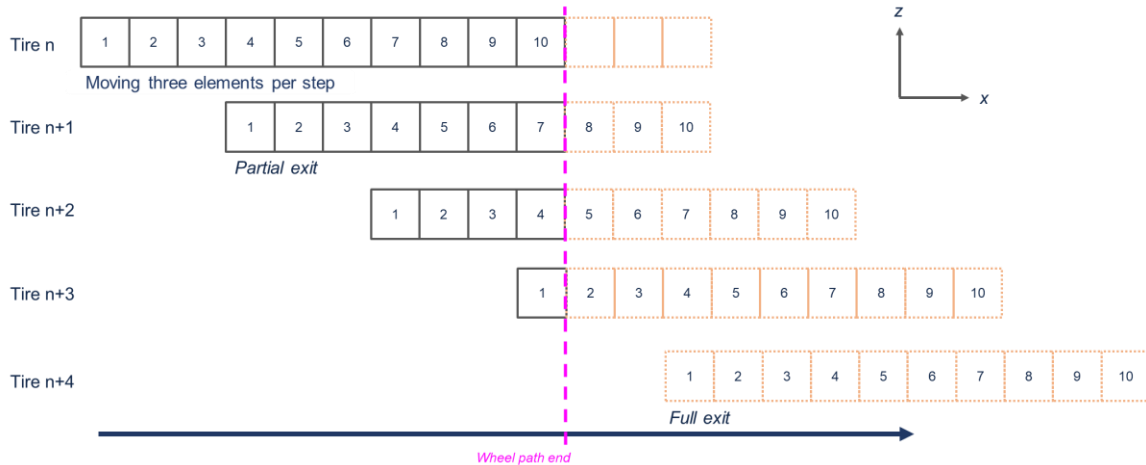 z
Tire n 1 2 3 4 5 6 7 8 9 10
Moving three elements per step
x
Tire n+1 1 2 3 4 5 6 7 8 9 10
Partial exit
Tire n+2 1 2 3 4 5 6 7 8 9 10
Tire n+3 1 2 3 4 5 6 7 8 9 10
Tire n+4 1 2 3 4 5 6 7 8 9 10
Full exit
Wheel path end